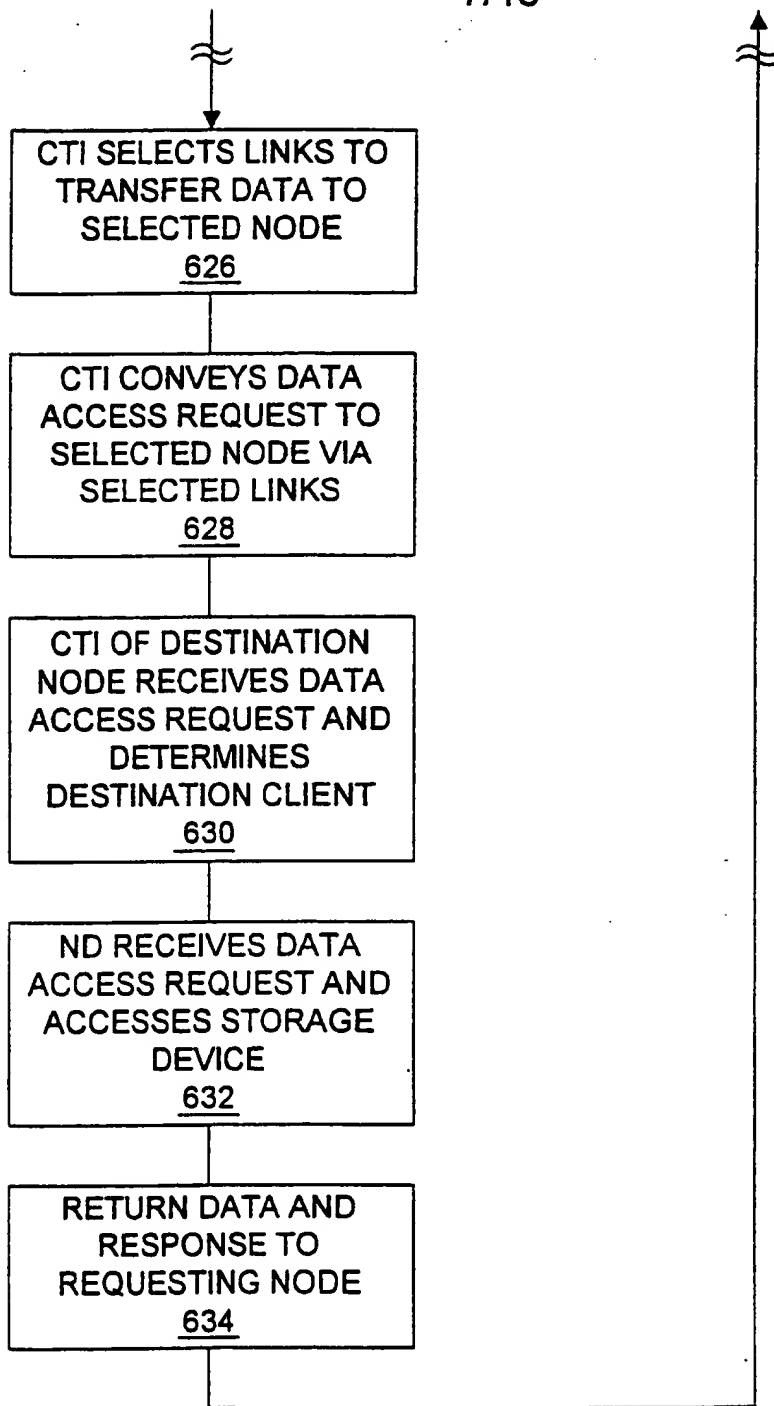 CTI SELECTS LINKS TO
TRANSFER DATA TO
SELECTED NODE
626
CTI CONVEYS DATA
ACCESS REQUEST TO
SELECTED NODE VIA
SELECTED LINKS
628
CTI OF DESTINATION
NODE RECEIVES DATA
ACCESS REQUEST AND
DETERMINES
DESTINATION CLIENT
630
ND RECEIVES DATA
ACCESS REQUEST AND
ACCESSES STORAGE
DEVICE
632
RETURN DATA AND
RESPONSE TO
REQUESTING NODE
634